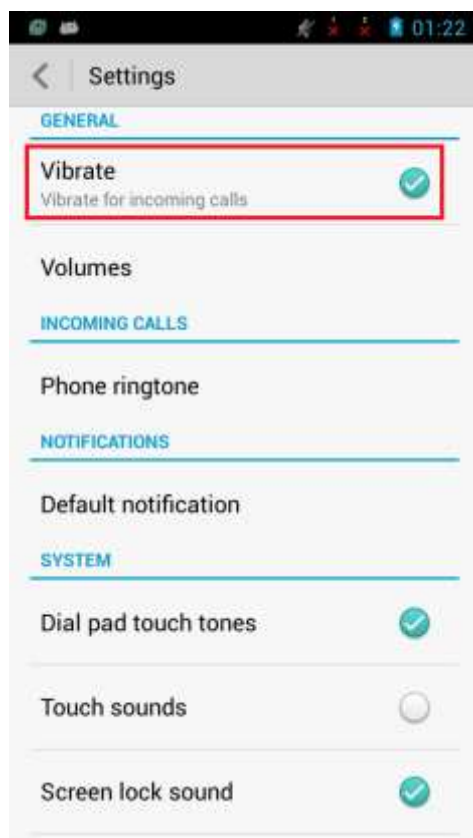 01:22
Settings
GENERAL
Vibrate
Vibrate for incoming calls
Volumes
INCOMING CALLS
Phone ringtone
NOTIFICATIONS
Default notification
SYSTEM
Dial pad touch tones
Touch sounds
Screen lock sound